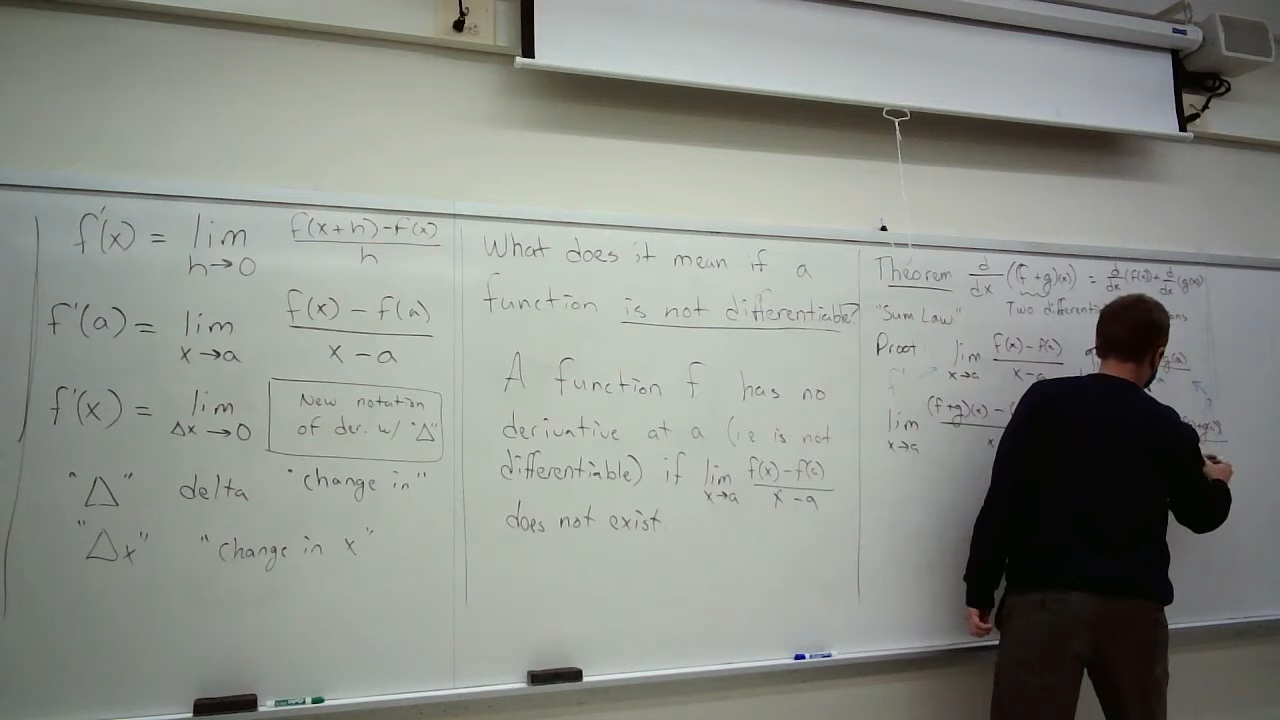 f'(x) = lim h→0 f(x+h)-f(x) / h
f'(a) = lim x→a f(x)-f(a) / x-a
f'(x) = lim Δx→0
New notation
of der. w/ "Δ"
"Δ" delta "change in"
"Δx" "change in x"
What does it mean if a
function is not differentiable?
A function f has no
derivative at a (i.e is not
differentiable) if lim x→a f(x)-f(a) / x-a
does not exist
Theorem d/dx ((f+g)(x)) = d/dx (f(x)) + d/dx (g(x))
"Sum Law" Two
Proof: lim x→a f(x)-f(a) / x-a
f'
lim x→a (f+g)(x) -